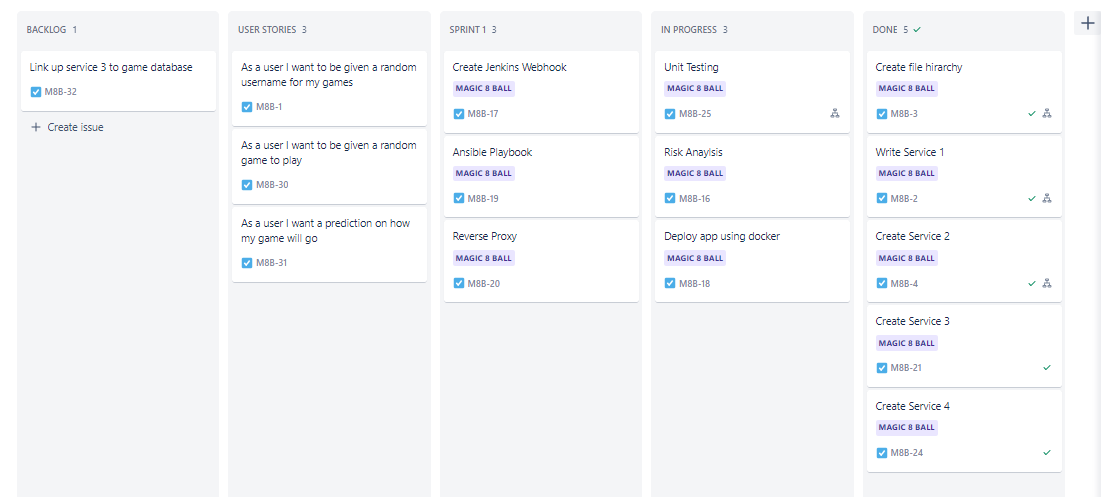 BACKLOG 1
Link up service 3 to game database
M8B-32
+ Create issue
USER STORIES 3
As a user I want to be given a random
username for my games
M8B-1
As a user I want to be given a random
game to play
M8B-30
As a user I want a prediction on how
my game will go
M8B-31
SPRINT 1 3
Create Jenkins Webhook
MAGIC 8 BALL
M8B-17
Ansible Playbook
MAGIC 8 BALL
M8B-19
Reverse Proxy
MAGIC 8 BALL
M8B-20
IN PROGRESS 3
Unit Testing
MAGIC 8 BALL
M8B-25
Risk Anaylsis
MAGIC 8 BALL
M8B-16
Deploy app using docker
MAGIC 8 BALL
M8B-18
DONE 5
Create file hirarchy
MAGIC 8 BALL
M8B-3
Write Service 1
MAGIC 8 BALL
M8B-2
Create Service 2
MAGIC 8 BALL
M8B-4
Create Service 3
MAGIC 8 BALL
M8B-21
Create Service 4
MAGIC 8 BALL
M8B-24